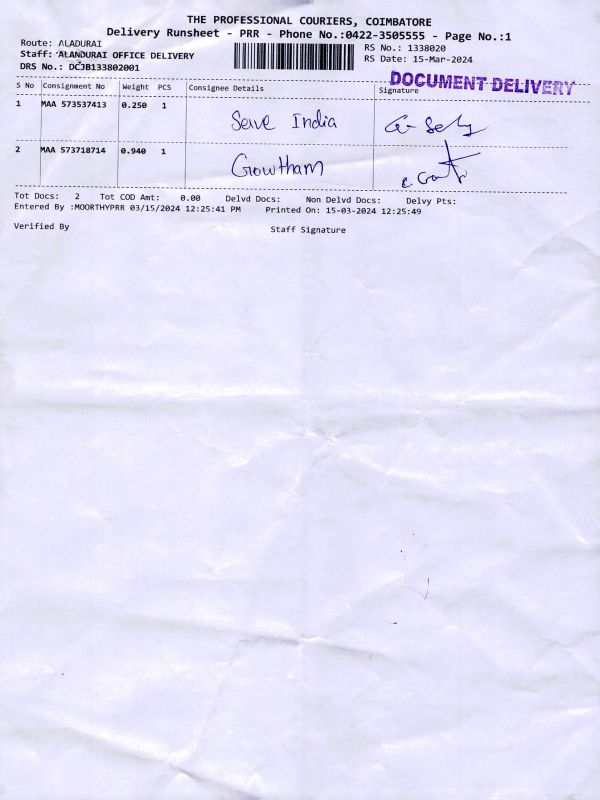 THE PROFESSIONAL COURIERS, COIMBATORE
Delivery Runsheet - PRR - Phone No.:0422-3505555 - Page No.:1
Route: ALADURAI RS No.: 1338020
Staff: ALANDURAI OFFICE DELIVERY RS Date: 15-Mar-2024
DRS No.: DCJB133802001
DOCUMENT DELIVERY
S No Consignment No Weight PCS Consignee Details Signature
1 MAA 573537413 0.250 1 Serve India
2 MAA 573718714 0.940 1 Gowtham
Tot Docs: 2 Tot COD Amt: 0.00 Delvd Docs: Non Delvd Docs: Delvy Pts:
Entered By :MOORTHYPRR 03/15/2024 12:25:41 PM Printed On: 15-03-2024 12:25:49
Verified By Staff Signature